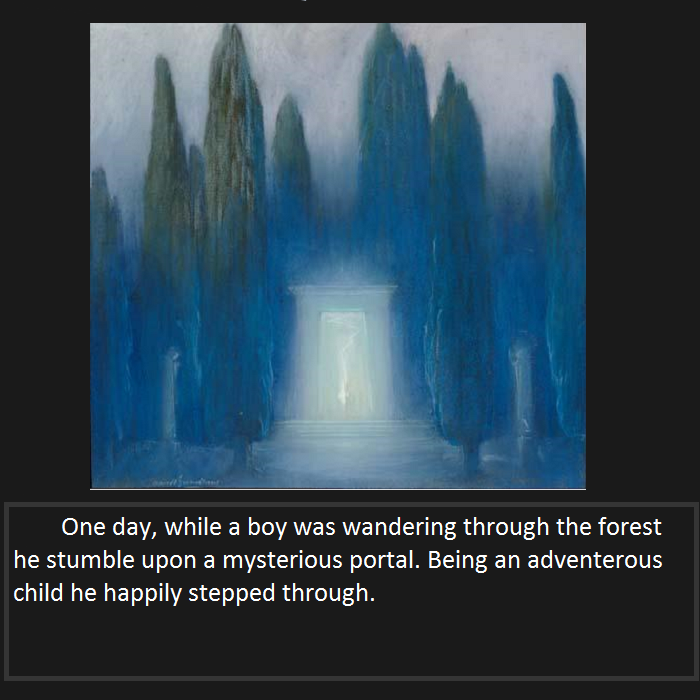 One day, while a boy was wandering through the forest
he stumble upon a mysterious portal. Being an adventerous
child he happily stepped through.